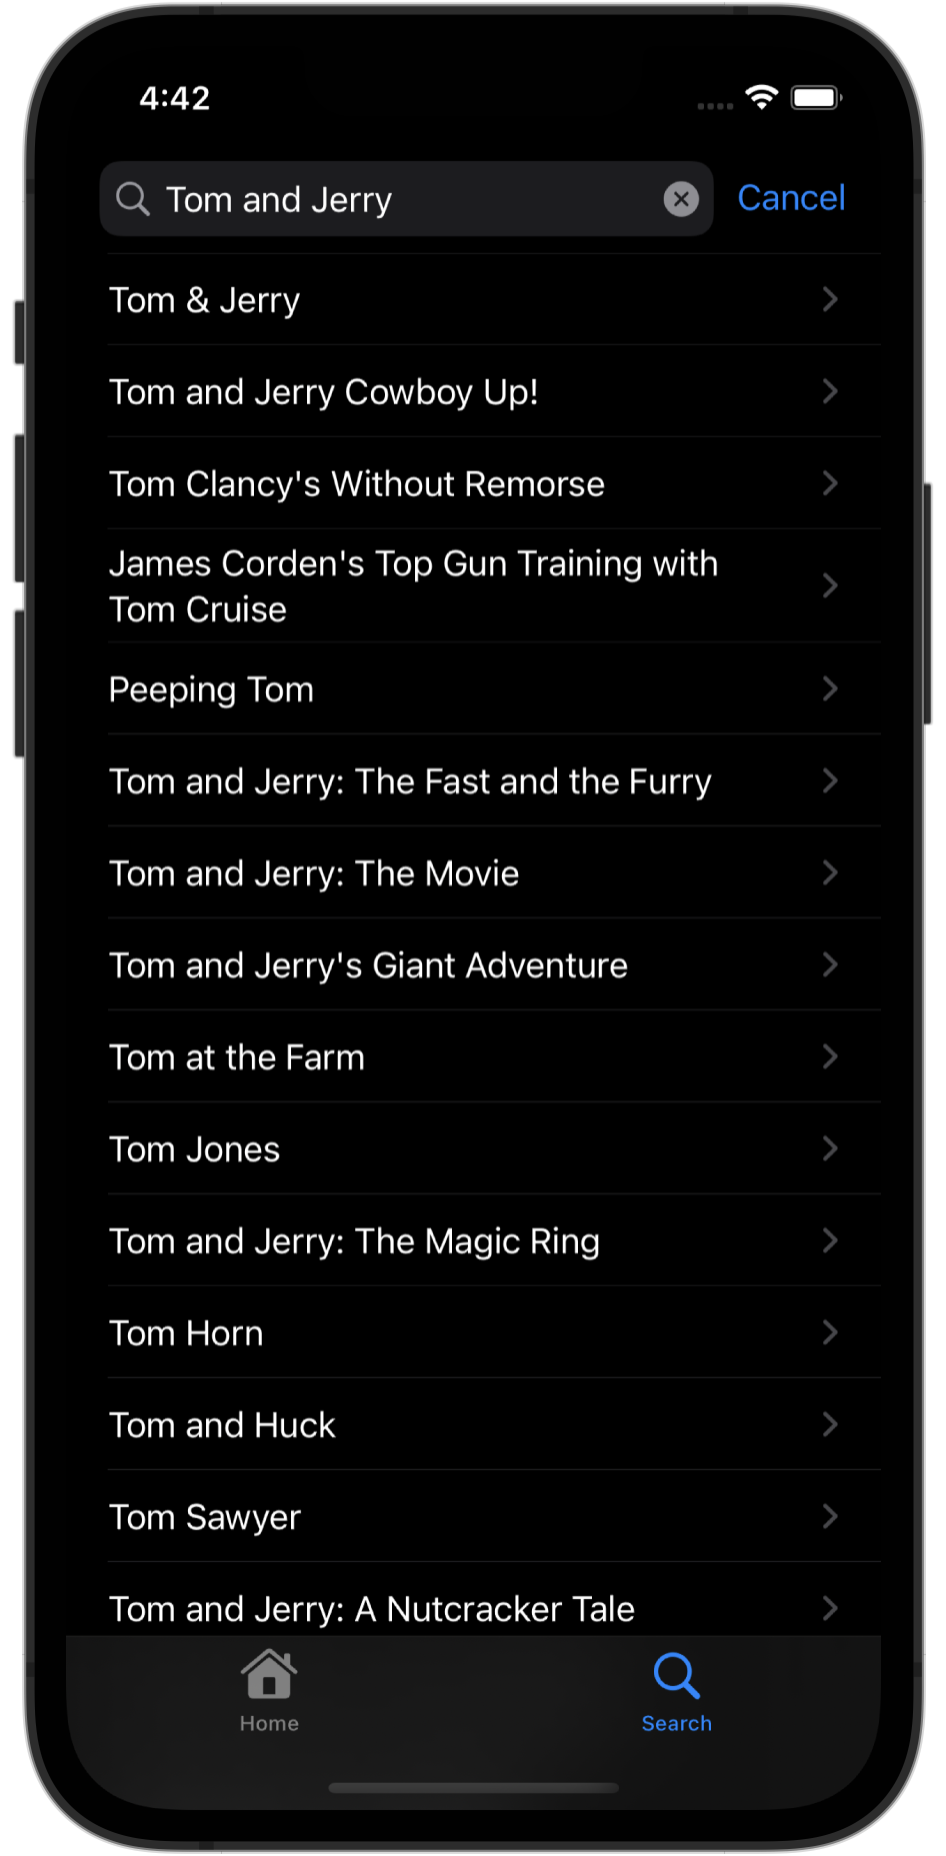 4:42
Tom and Jerry
Cancel
Tom & Jerry
Tom and Jerry Cowboy Up!
Tom Clancy's Without Remorse
James Corden's Top Gun Training with
Tom Cruise
Peeping Tom
Tom and Jerry: The Fast and the Furry
Tom and Jerry: The Movie
Tom and Jerry's Giant Adventure
Tom at the Farm
Tom Jones
Tom and Jerry: The Magic Ring
Tom Horn
Tom and Huck
Tom Sawyer
Tom and Jerry: A Nutcracker Tale
Home
Search